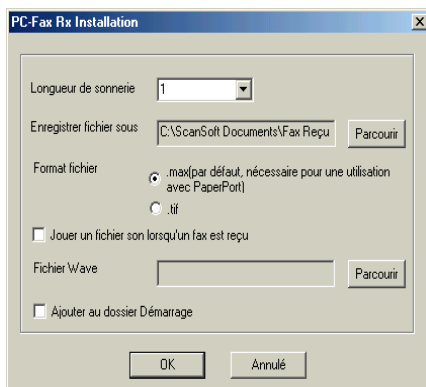 PC-Fax Rx Installation
Longueur de sonnerie
1
Enregistrer fichier sous
C:\ScanSoft Documents\Fax Reçu
Parcourir
Format fichier
.max(par défaut, nécessaire pour une utilisation
avec PaperPort)
.tif
Jouer un fichier son lorsqu'un fax est reçu
Fichier Wave
Parcourir
Ajouter au dossier Démarrage
OK
Annulé